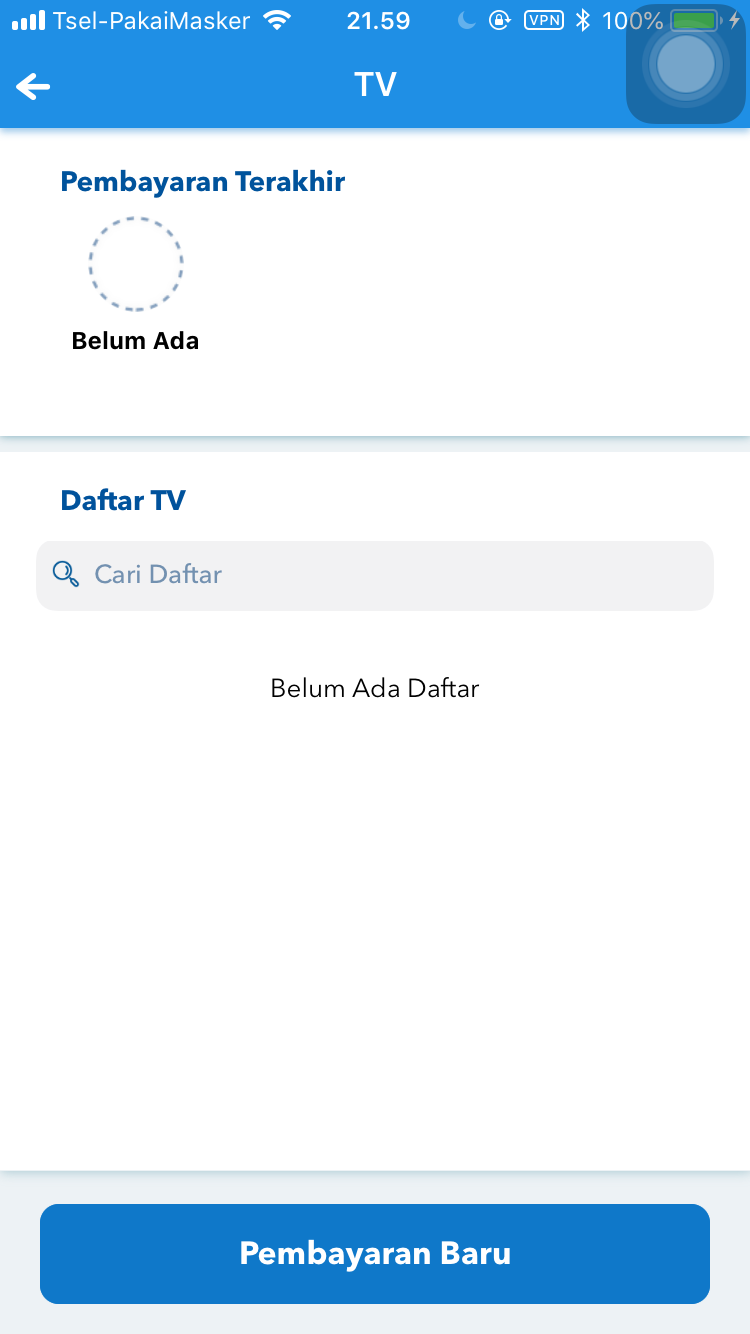 Tsel-PakaiMasker 21.59 VPN 100%
TV
Pembayaran Terakhir
Belum Ada
Daftar TV
Cari Daftar
Belum Ada Daftar
Pembayaran Baru